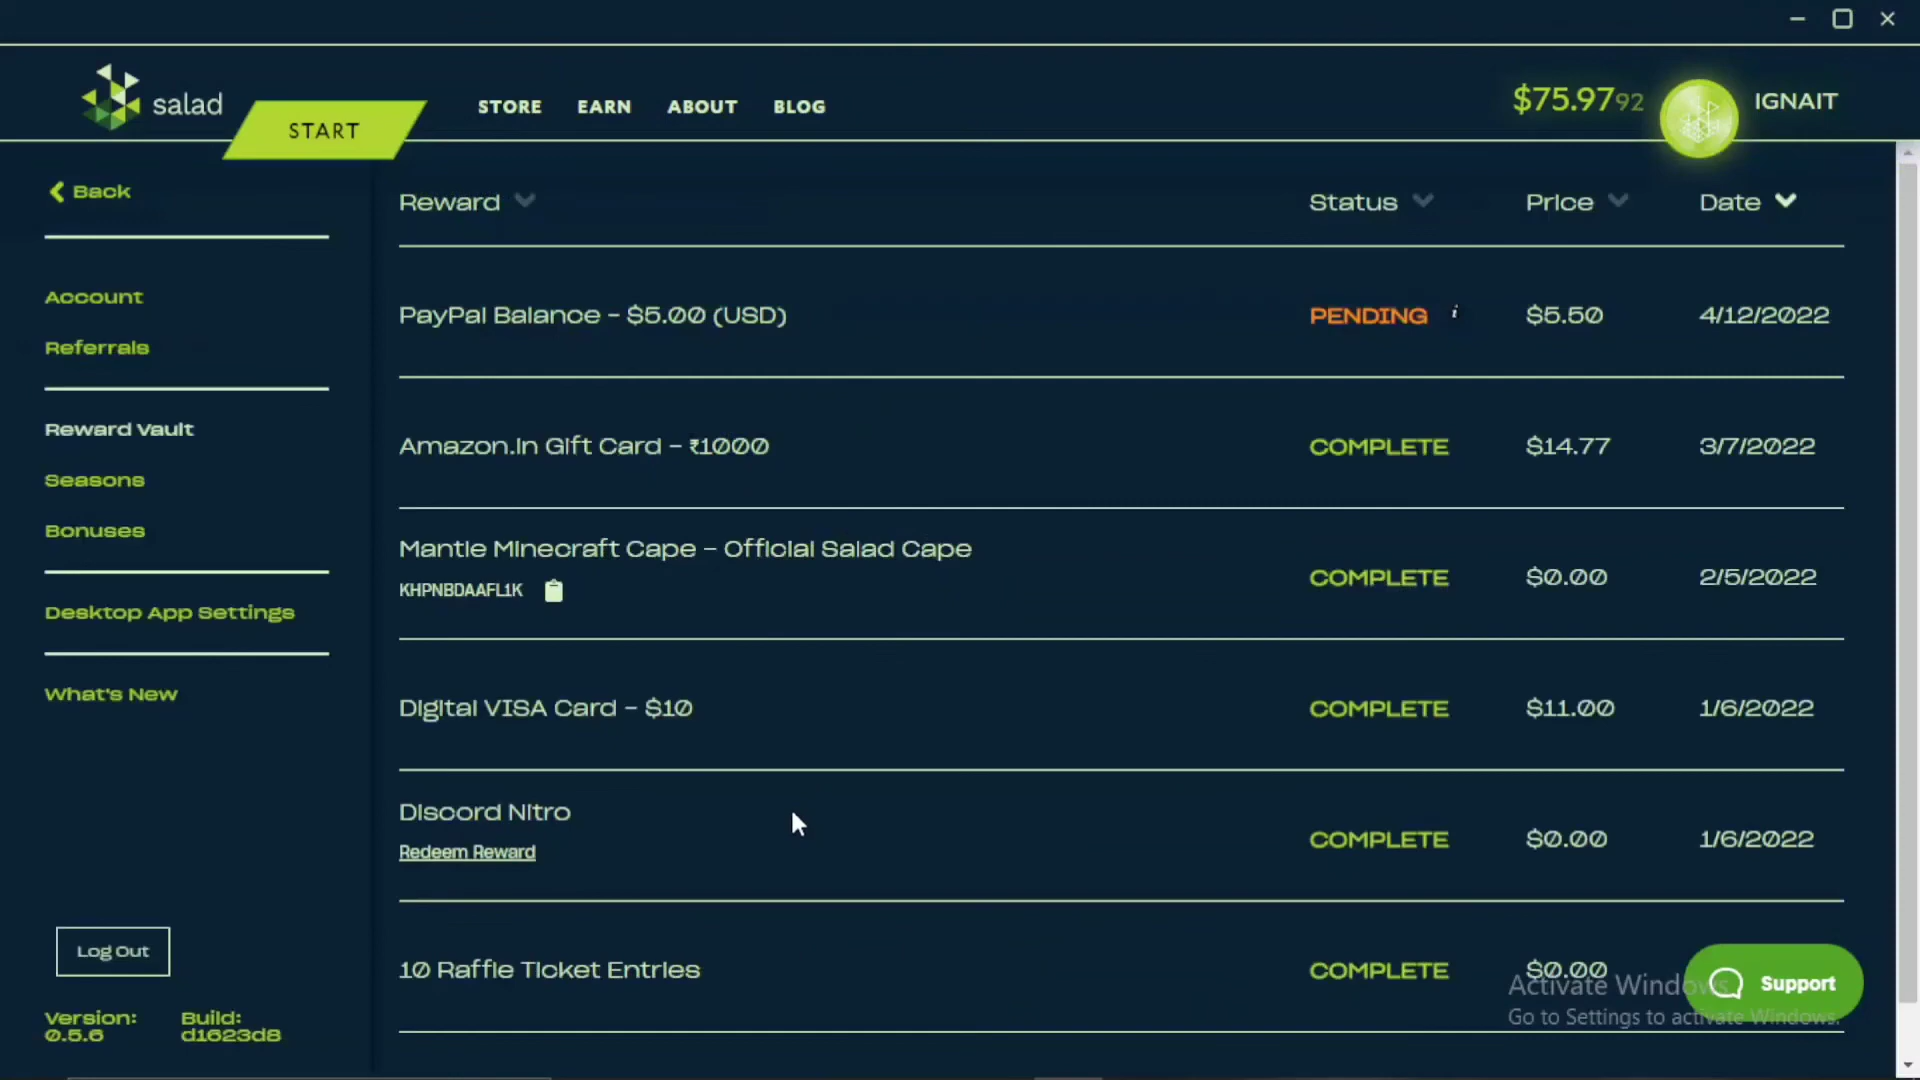 salad
START
STORE
EARN
ABOUT
BLOG
$75.9792
IGNAIT
Back
Account
Referrals
Reward Vault
Seasons
Bonuses
Desktop App Settings
What's New
Log Out
Version:
0.5.6
Build:
d1623d8
Reward Status Price Date
PayPal Balance - $5.00 (USD) PENDING i $5.50 4/12/2022
Amazon.in Gift Card - ₹1000 COMPLETE $14.77 3/7/2022
Mantle Minecraft Cape - Official Salad Cape
KHPNBDAAFL1K
COMPLETE $0.00 2/5/2022
Digital VISA Card - $10 COMPLETE $11.00 1/6/2022
Discord Nitro
Redeem Reward
COMPLETE $0.00 1/6/2022
10 Raffle Ticket Entries COMPLETE $0.00
Support
Activate Windows
Go to Settings to activate Windows.